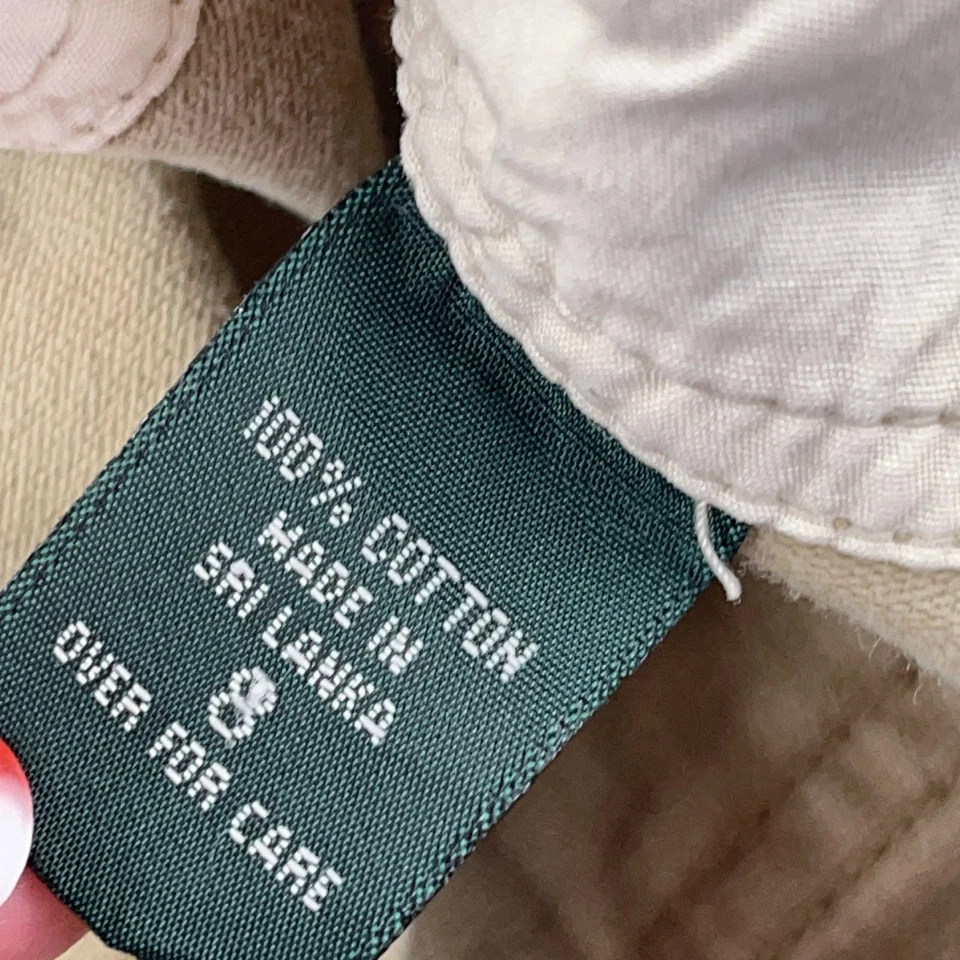 100% COTTON
MADE IN
SRI LANKA
8
OVER FOR CARE